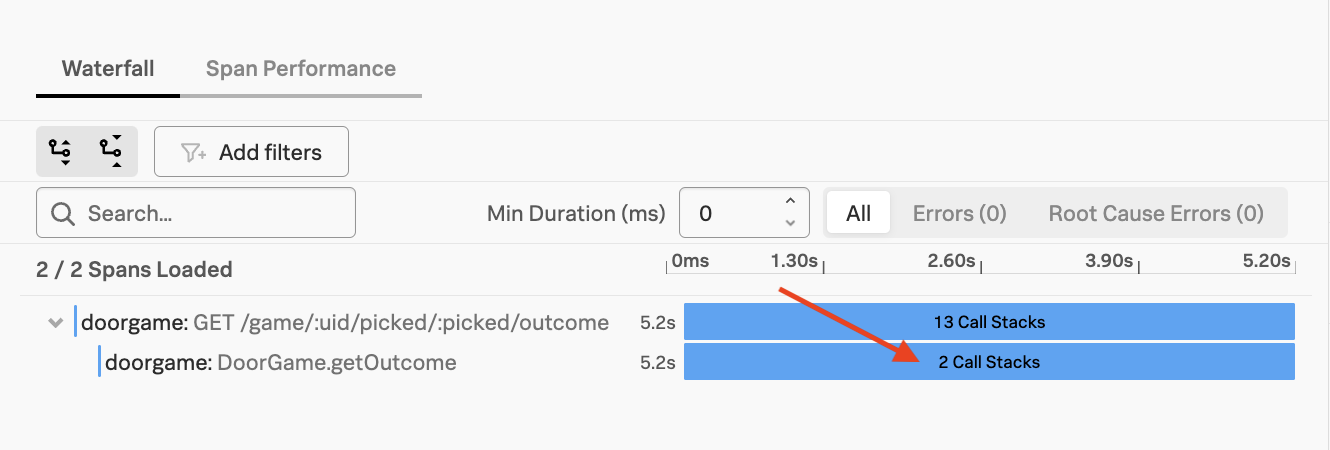 Waterfall Span Performance
Add filters
Search... Min Duration (ms) 0 All Errors (0) Root Cause Errors (0)
2 / 2 Spans Loaded 0ms 1.30s 2.60s 3.90s 5.20s
doorgame: GET /game/:uid/picked/:picked/outcome 5.2s 13 Call Stacks
doorgame: DoorGame.getOutcome 5.2s 2 Call Stacks